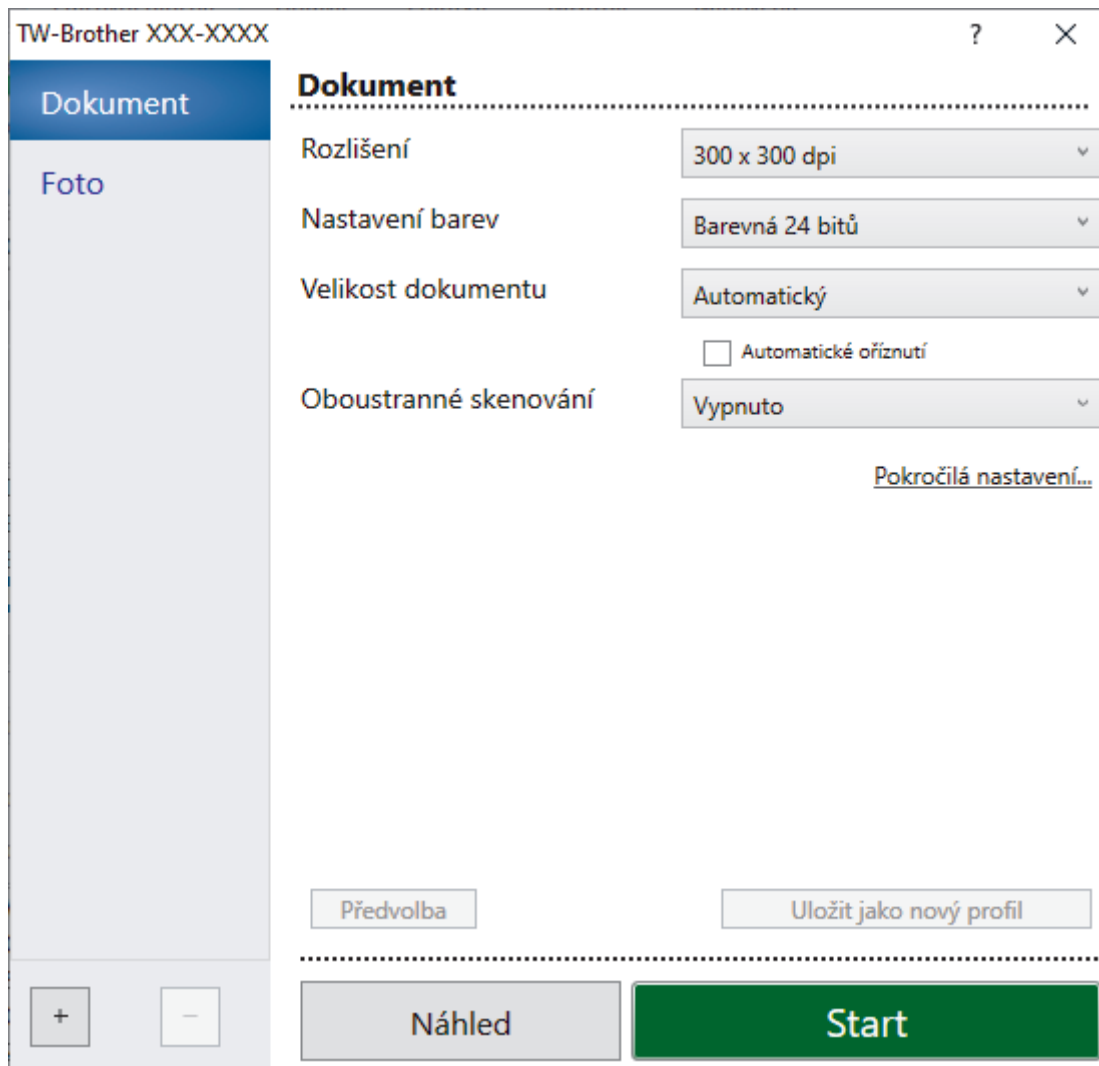 TW-Brother XXX-XXXX
?
Dokument
Foto
Dokument
Rozlišení
300 x 300 dpi
Nastavení barev
Barevná 24 bitů
Velikost dokumentu
Automatický
Automatické oříznutí
Oboustranné skenování
Vypnuto
Pokročilá nastavení...
Předvolba
Uložit jako nový profil
+
−
Náhled
Start